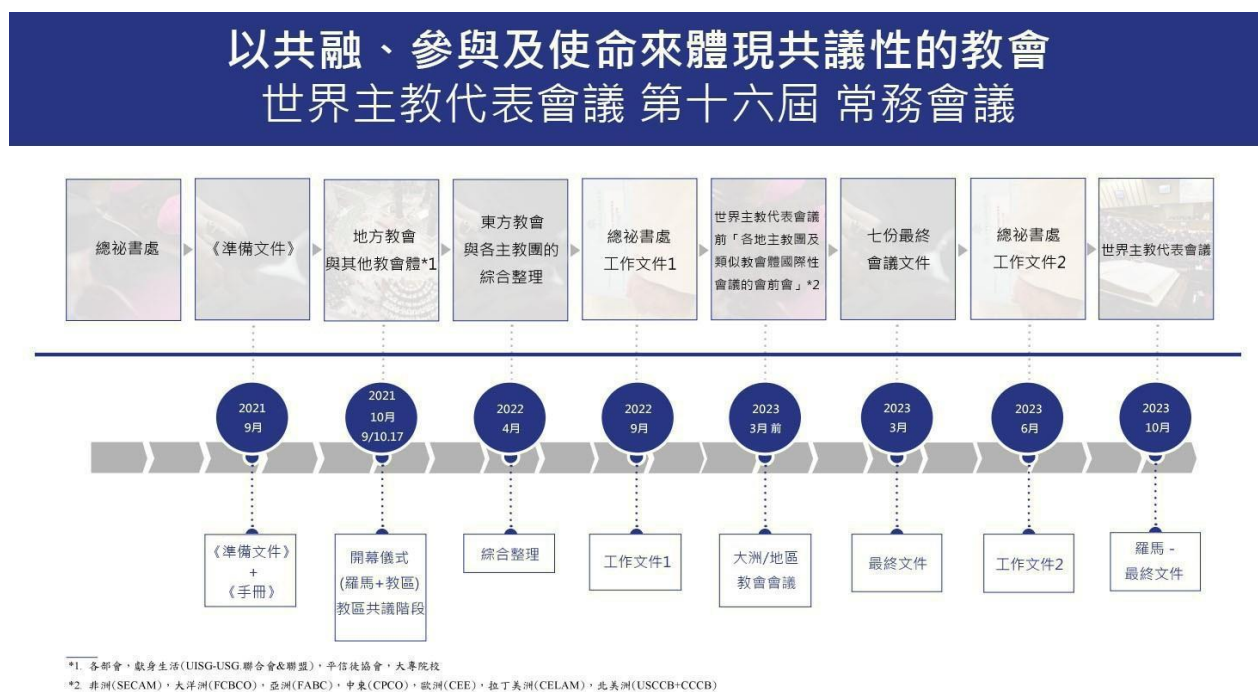 以共融、參與及使命來體現共議性的教會
世界主教代表會議 第十六屆 常務會議
總祕書處
《準備文件》
地方教會
與其他教會體*1
東方教會
與各主教團的
綜合整理
總祕書處
工作文件1
世界主教代表會議
前「各地主教團及
類似教會體國際性
會議的會前會」*2
七份最終
會議文件
總祕書處
工作文件2
世界主教代表會議
2021
9月
2021
10月
9/10.17
2022
4月
2022
9月
2023
3月 前
2023
3月
2023
6月
2023
10月
《準備文件》
+
《手冊》
開幕儀式
(羅馬+教區)
教區共議階段
綜合整理
工作文件1
大洲/地區
教會會議
最終文件
工作文件2
羅馬 -
最終文件
*1. 各部會，獻身生活(UISG-USG.聯合會&聯盟)，平信徒協會，大專院校
*2. 非洲(SECAM)，大洋洲(FCBCO)，亞洲(FABC)，中東(CPCO)，歐洲(CEE)，拉丁美洲(CELAM)，北美洲(USCCB+CCCB)